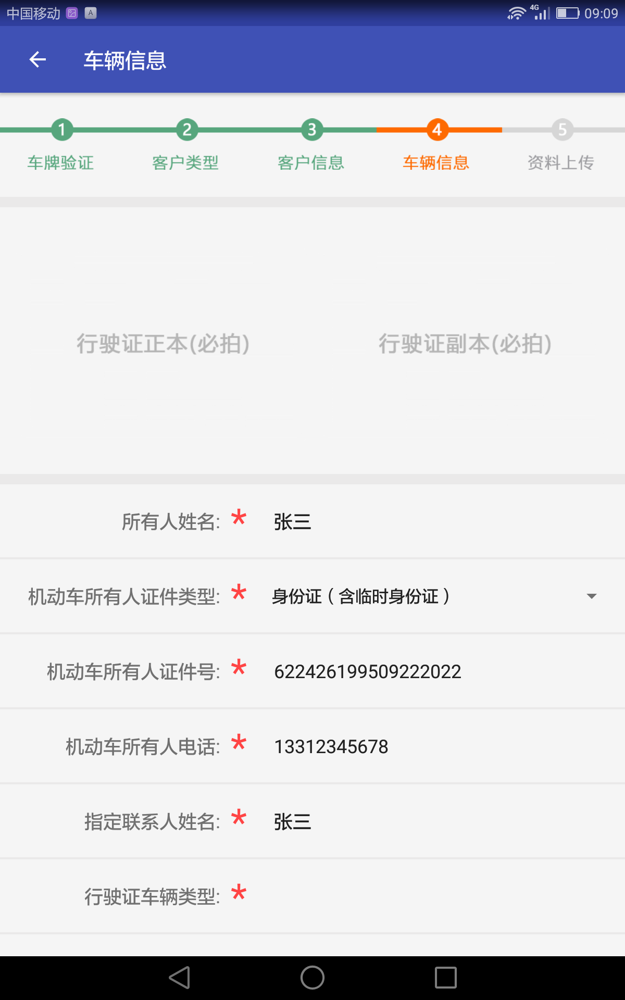 中国移动 A 4G 09:09
车辆信息
1 2 3 4 5
车牌验证 客户类型 客户信息 车辆信息 资料上传
行驶证正本(必拍) 行驶证副本(必拍)
所有人姓名: * 张三
机动车所有人证件类型: * 身份证（含临时身份证）
机动车所有人证件号: * 622426199509222022
机动车所有人电话: * 13312345678
指定联系人姓名: * 张三
行驶证车辆类型: *